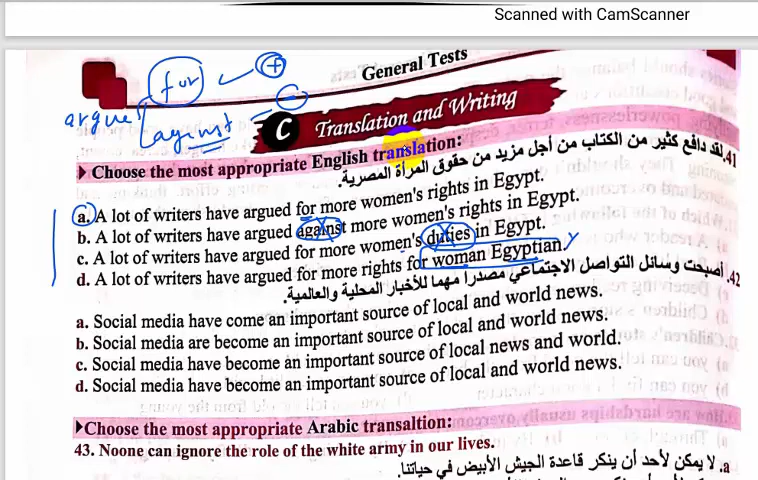 Scanned with CamScanner
General Tests
for +
argue
against -
C Translation and Writing
▸ Choose the most appropriate English translation:
41. لقد دافع كثير من الكتاب من أجل مزيد من حقوق المرأة المصرية.
a. A lot of writers have argued for more women's rights in Egypt.
b. A lot of writers have argued against more women's rights in Egypt.
c. A lot of writers have argued for more women's duties in Egypt.
d. A lot of writers have argued for more rights for woman Egyptian.
42. أصبحت وسائل التواصل الاجتماعي مصدرا مهما للأخبار المحلية والعالمية.
a. Social media have come an important source of local and world news.
b. Social media are become an important source of local and world news.
c. Social media have become an important source of local news and world.
d. Social media have become an important source of local and world news.
▸Choose the most appropriate Arabic transaltion:
43. Noone can ignore the role of the white army in our lives.
a. لا يمكن لأحد أن ينكر قاعدة الجيش الأبيض في حياتنا.